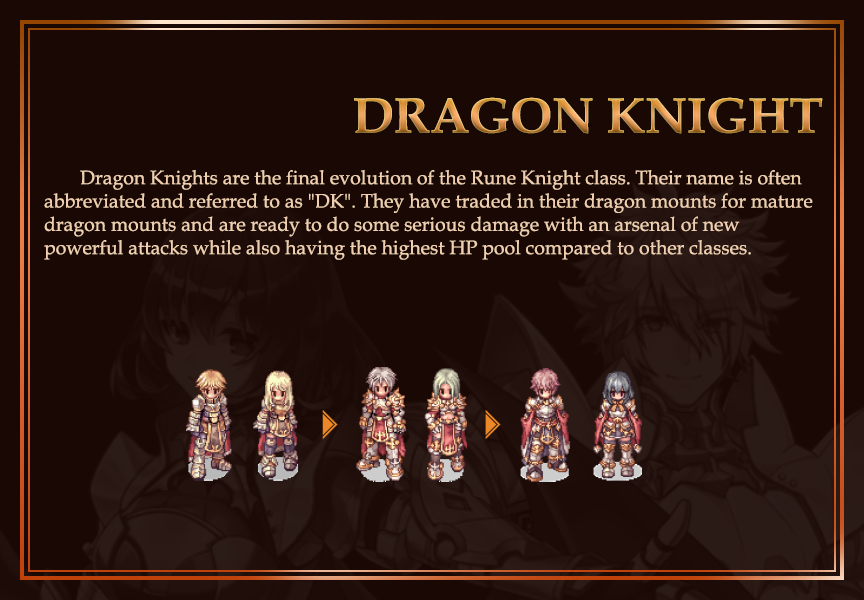 DRAGON KNIGHT
Dragon Knights are the final evolution of the Rune Knight class. Their name is often
abbreviated and referred to as "DK". They have traded in their dragon mounts for mature
dragon mounts and are ready to do some serious damage with an arsenal of new
powerful attacks while also having the highest HP pool compared to other classes.